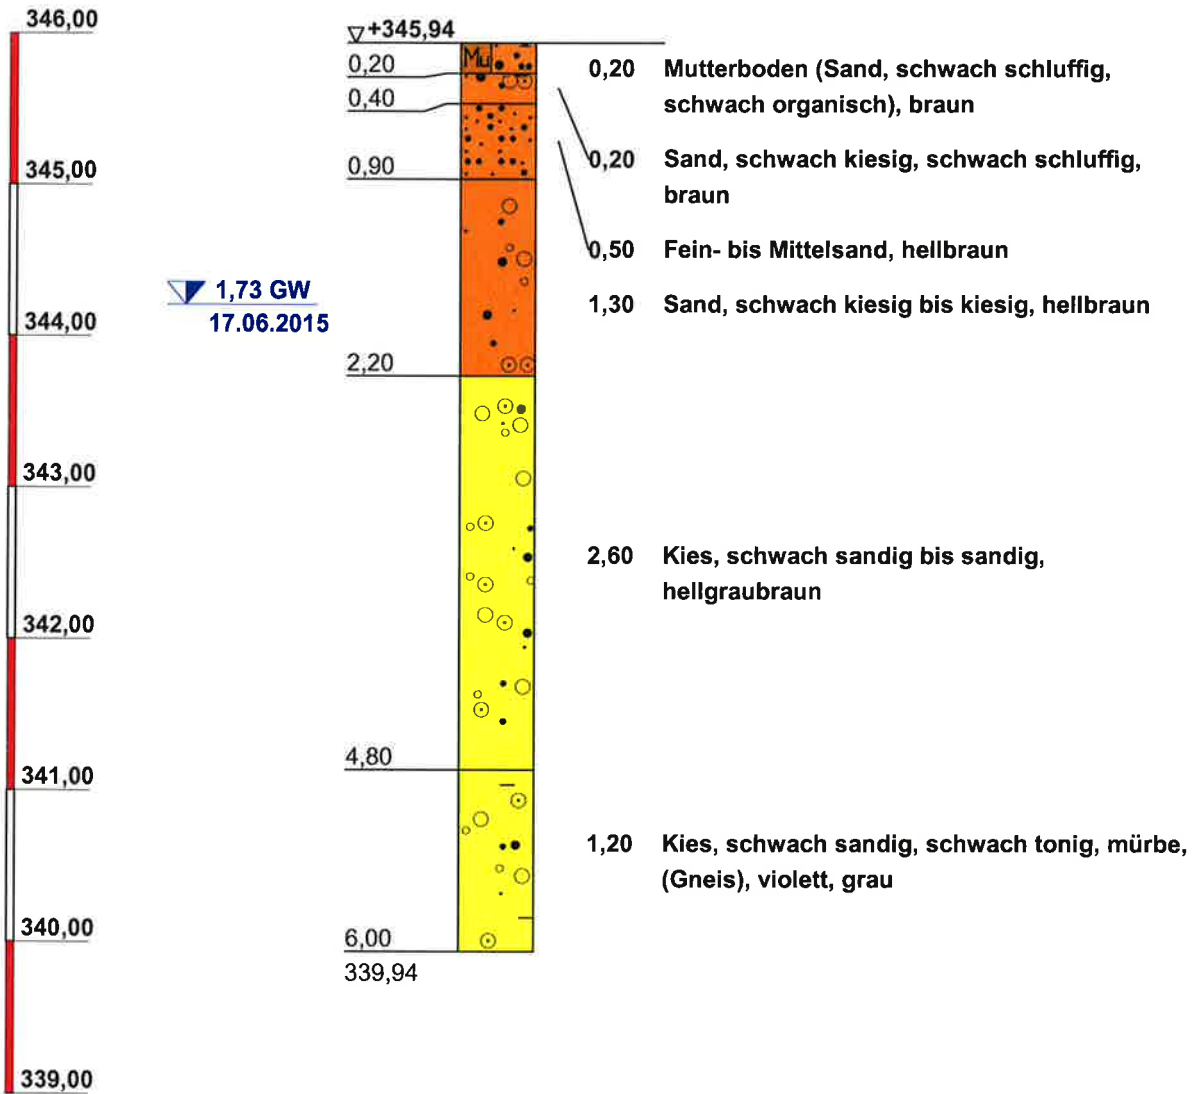 346,00
345,00
344,00
343,00
342,00
341,00
340,00
339,00
+345,94
0,20
0,40
0,90
2,20
4,80
6,00
339,94
1,73 GW
17.06.2015
Mu
0,20 Mutterboden (Sand, schwach schluffig,
schwach organisch), braun
0,20 Sand, schwach kiesig, schwach schluffig,
braun
0,50 Fein- bis Mittelsand, hellbraun
1,30 Sand, schwach kiesig bis kiesig, hellbraun
2,60 Kies, schwach sandig bis sandig,
hellgraubraun
1,20 Kies, schwach sandig, schwach tonig, mürbe,
(Gneis), violett, grau